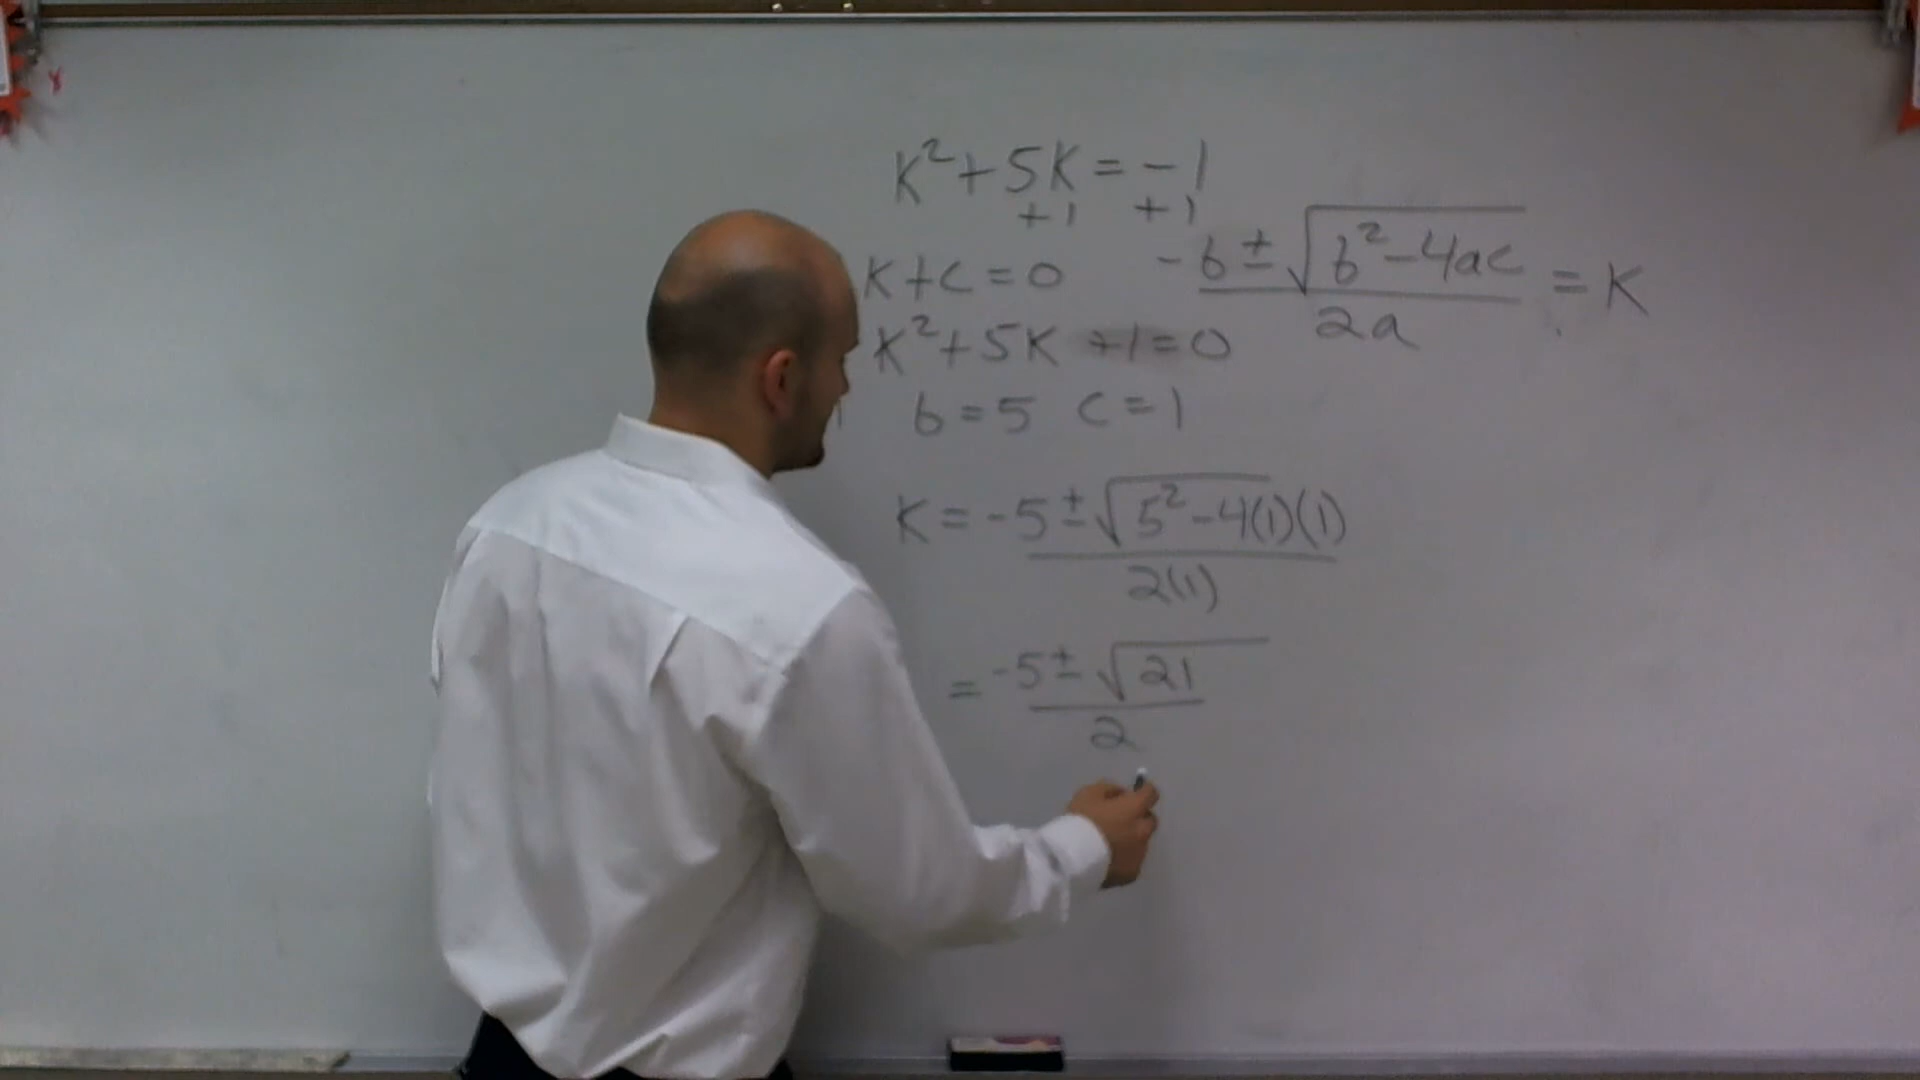 K² + 5K = -1
+1 +1
K + C = 0
-b ± √(b² - 4ac) / 2a = K
K² + 5K + 1 = 0
1 b = 5 C = 1
K = -5 ± √(5² - 4(1)(1)) / 2(1)
= -5 ± √21 / 2